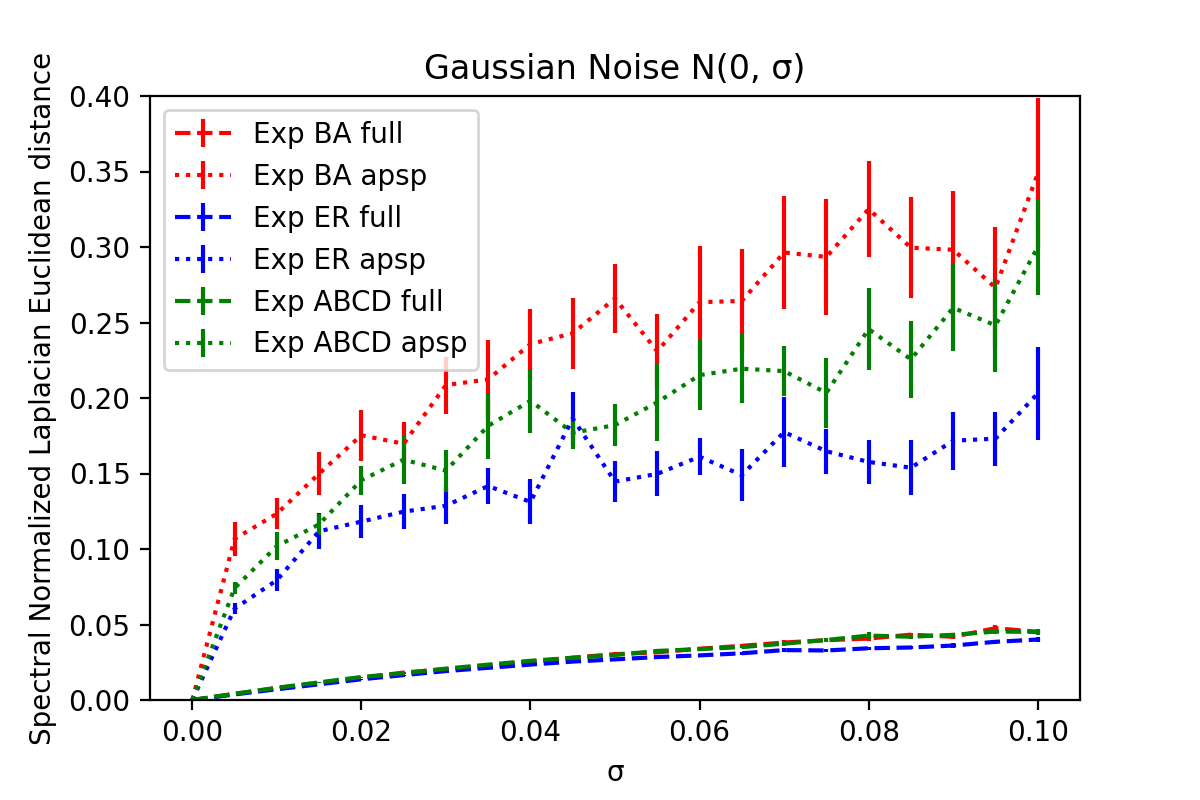 Gaussian Noise N(0, σ)
Spectral Normalized Laplacian Euclidean distance
0.40
0.35
0.30
0.25
0.20
0.15
0.10
0.05
0.00
Exp BA full
Exp BA apsp
Exp ER full
Exp ER apsp
Exp ABCD full
Exp ABCD apsp
0.00 0.02 0.04 0.06 0.08 0.10
σ